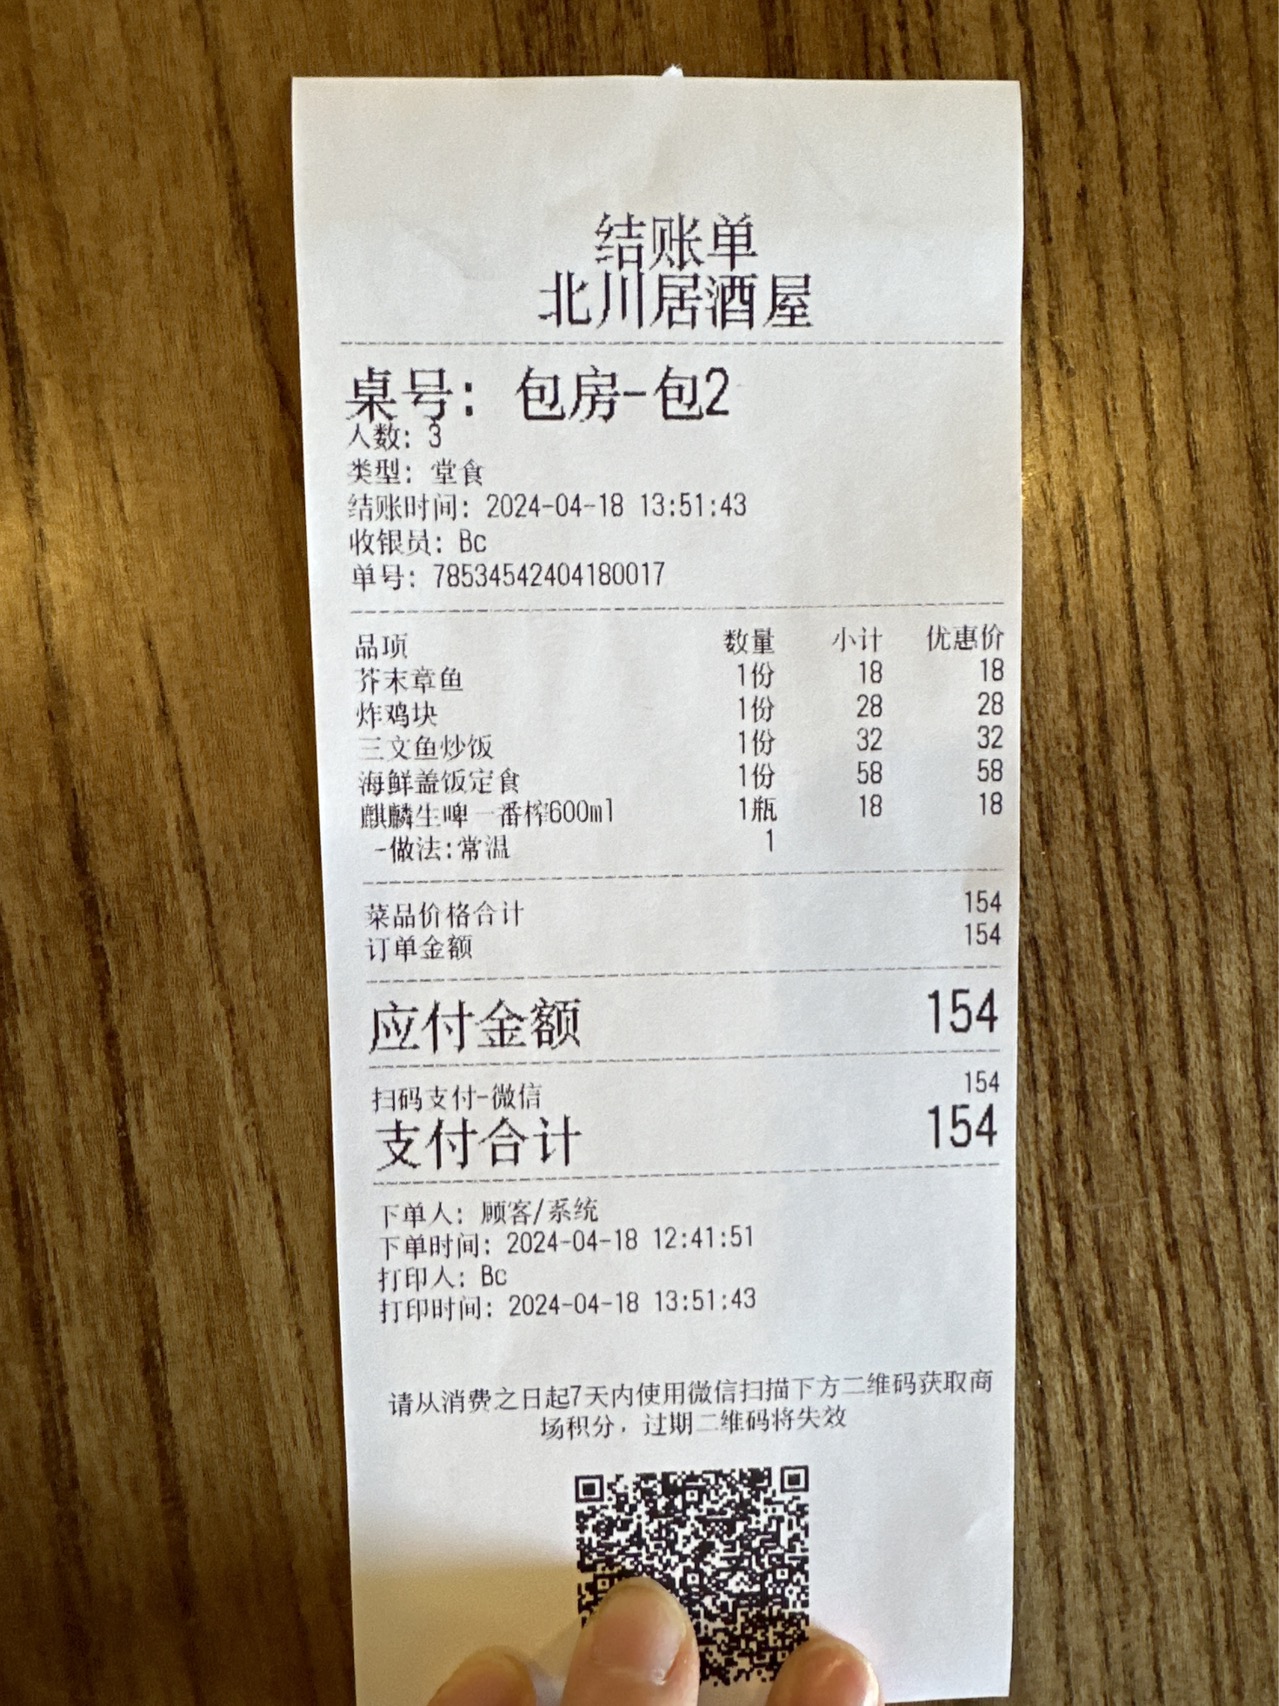 结账单
北川居酒屋
桌号: 包房-包2
人数: 3
类型: 堂食
结账时间: 2024-04-18 13:51:43
收银员: Bc
单号: 78534542404180017
品项 数量 小计 优惠价
芥末章鱼 1份 18 18
炸鸡块 1份 28 28
三文鱼炒饭 1份 32 32
海鲜盖饭定食 1份 58 58
麒麟生啤一番榨600ml 1瓶 18 18
-做法:常温 1
菜品价格合计 154
订单金额 154
应付金额 154
扫码支付-微信 154
支付合计 154
下单人: 顾客/系统
下单时间: 2024-04-18 12:41:51
打印人: Bc
打印时间: 2024-04-18 13:51:43
请从消费之日起7天内使用微信扫描下方二维码获取商
场积分，过期二维码将失效